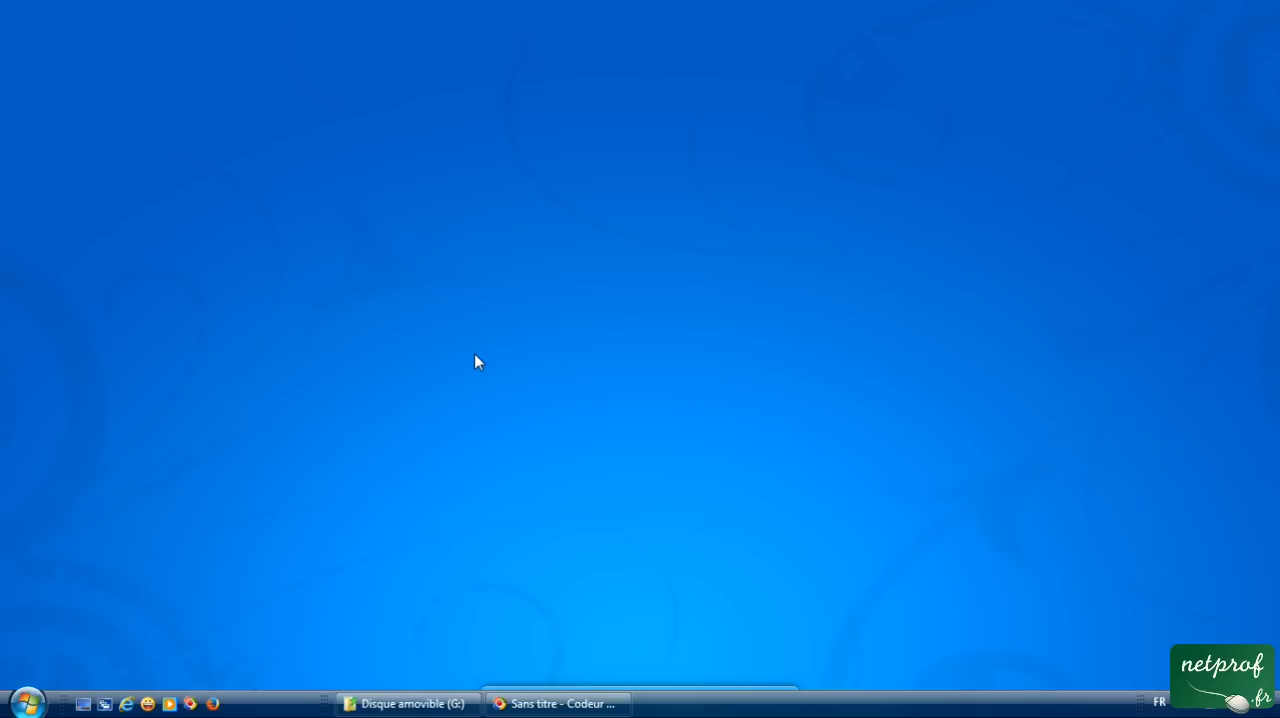 Disque amovible (G:)
Sans titre - Codeur ...
FR
netprof
.fr